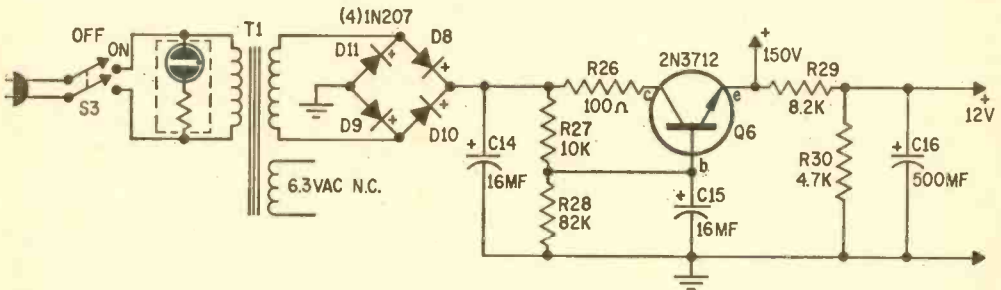 OFF
ON
S3
T1
6.3VAC N.C.
(4)1N207
D11
D8
D9
D10
+
+
+
+
+
C14
16MF
R26
100Ω
R27
10K
R28
82K
2N3712
c
e
b
Q6
+
C15
16MF
+
150V
R29
8.2K
R30
4.7K
+
C16
500MF
+
12V